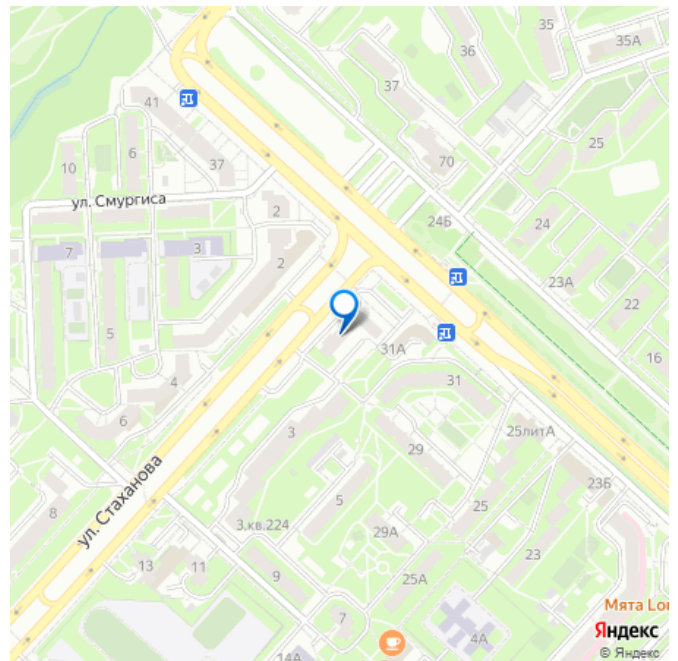 35
35А
36
37
41
25
6
10
37
70
ул. Смургиса
2
24Б
24
7
3
2
23А
22
5
31А
16
4
31
6
3
25литА
29
ул. Стаханова
23Б
5
25
8
3,кв.224
29А
23
13
11
9
25А
Мята Lo
7
4А
14А
Яндекс
© Яндекс